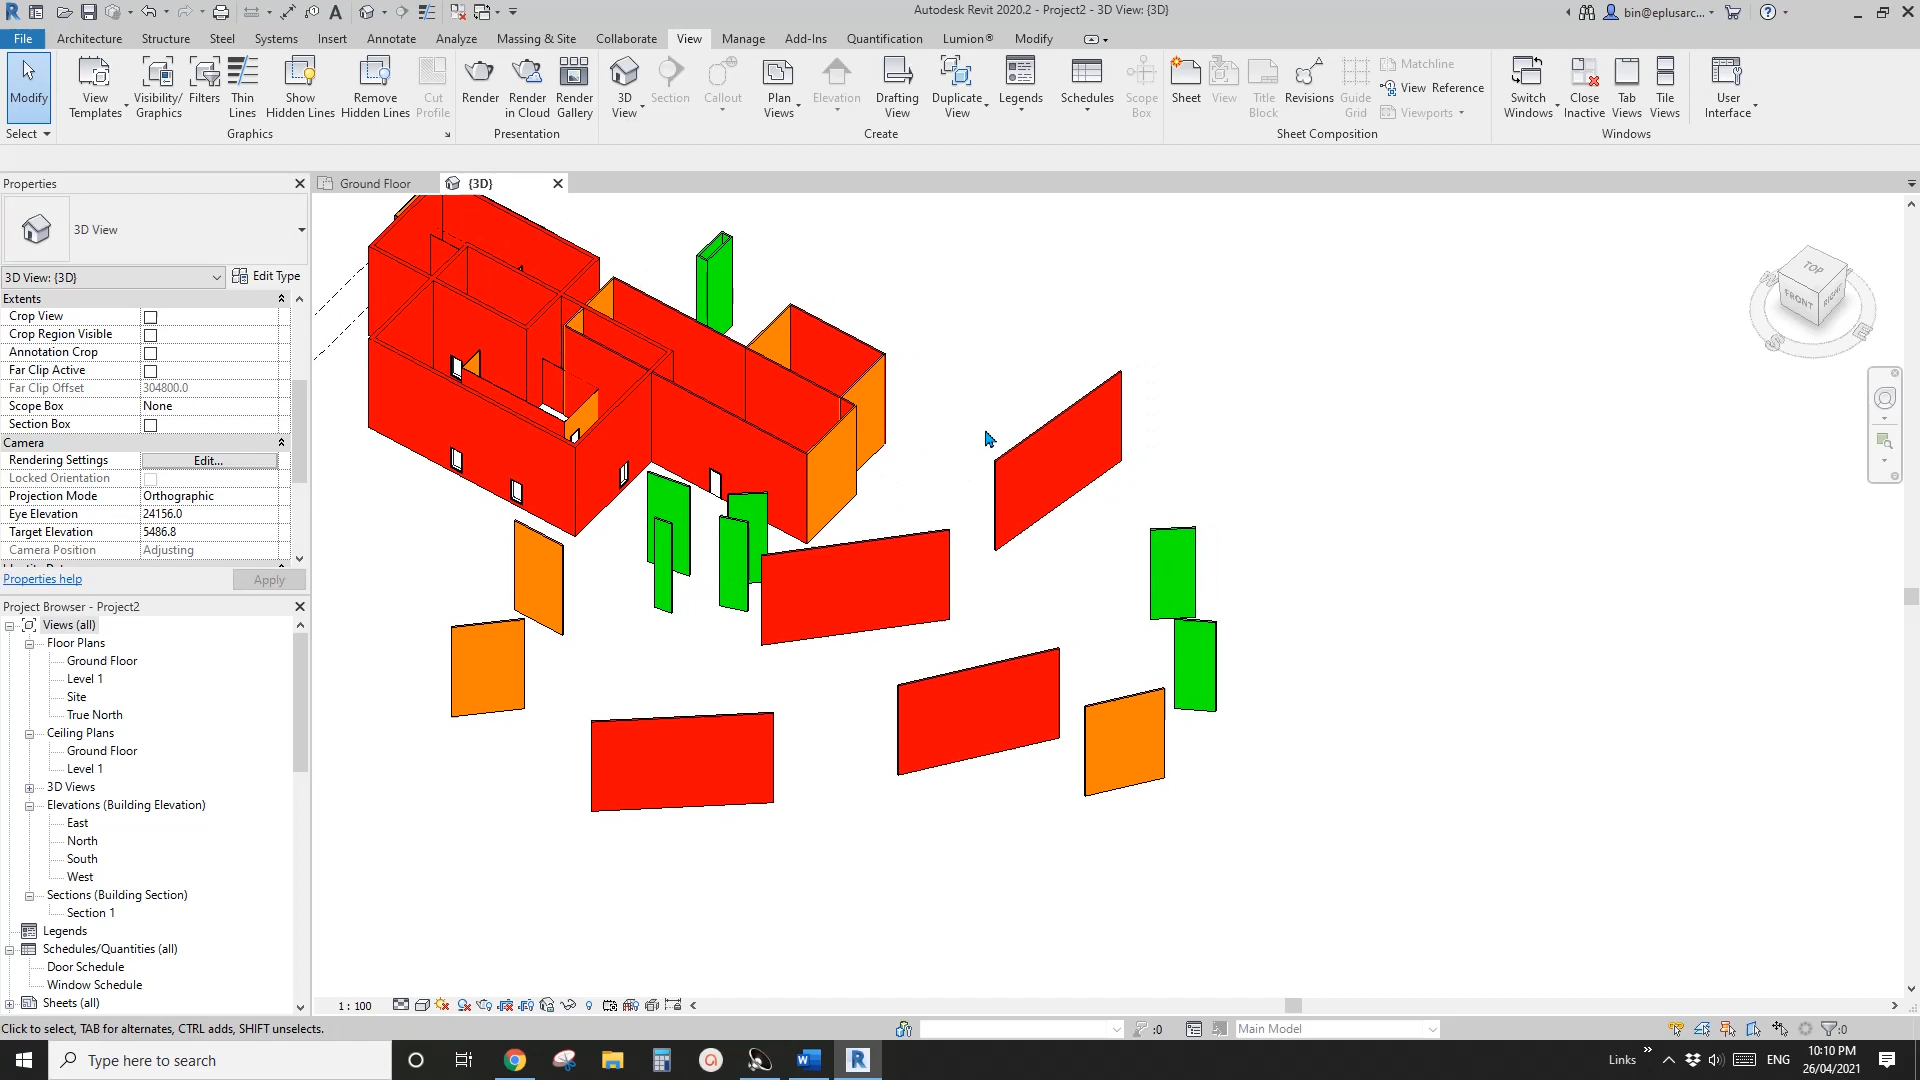 Autodesk Revit 2020.2 - Project2 - 3D View: {3D}
bin@eplusarc...
File Architecture Structure Steel Systems Insert Annotate Analyze Massing & Site Collaborate View Manage Add-Ins Quantification Lumion® Modify
Modify
View Templates
Visibility/ Graphics
Filters
Thin Lines
Show Hidden Lines
Remove Hidden Lines
Cut Profile
Render
Render in Cloud
Render Gallery
3D View
Section
Callout
Plan Views
Elevation
Drafting View
Duplicate View
Legends
Schedules
Scope Box
Sheet
View
Title Block
Revisions
Guide Grid
Matchline
View Reference
Viewports
Switch Windows
Close Inactive
Tab Views
Tile Views
User Interface
Select Graphics Presentation Create Sheet Composition Windows
Properties
Ground Floor
{3D}
3D View
3D View: {3D}
Edit Type
Extents
Crop View
Crop Region Visible
Annotation Crop
Far Clip Active
Far Clip Offset 304800.0
Scope Box None
Section Box
Camera
Rendering Settings Edit...
Locked Orientation
Projection Mode Orthographic
Eye Elevation 24156.0
Target Elevation 5486.8
Camera Position Adjusting
Properties help Apply
Project Browser - Project2
Views (all)
Floor Plans
Ground Floor
Level 1
Site
True North
Ceiling Plans
Ground Floor
Level 1
3D Views
Elevations (Building Elevation)
East
North
South
West
Sections (Building Section)
Section 1
Legends
Schedules/Quantities (all)
Door Schedule
Window Schedule
Sheets (all)
TOP
FRONT
RIGHT
W
S
E
1 : 100
Click to select, TAB for alternates, CTRL adds, SHIFT unselects.
:0
Main Model
:0
Type here to search
Links
ENG
10:10 PM
26/04/2021